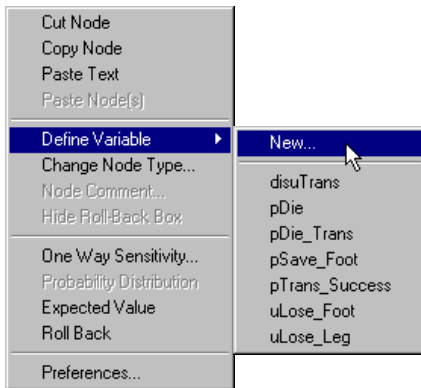 Cut Node
Copy Node
Paste Text
Paste Node(s)
Define Variable
Change Node Type...
Node Comment...
Hide Roll-Back Box
One Way Sensitivity...
Probability Distribution
Expected Value
Roll Back
Preferences...
New...
disuTrans
pDie
pDie_Trans
pSave_Foot
pTrans_Success
uLose_Foot
uLose_Leg